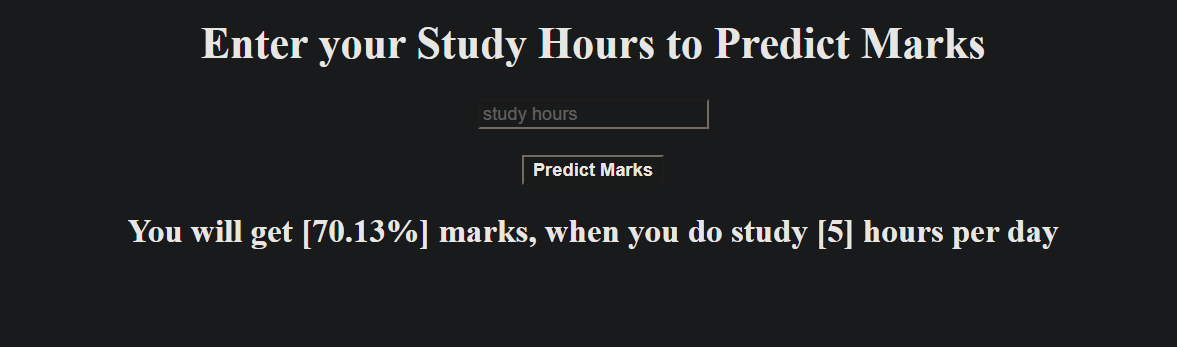 Enter your Study Hours to Predict Marks
study hours
Predict Marks
You will get [70.13%] marks, when you do study [5] hours per day